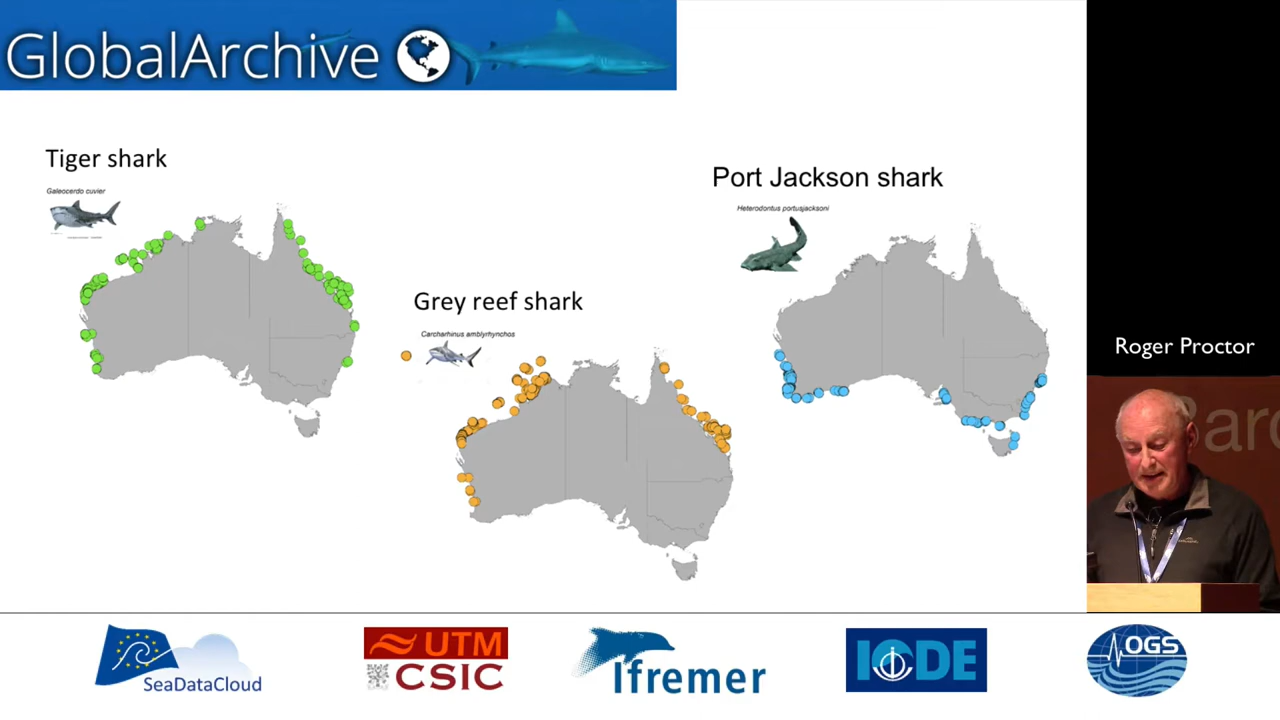 GlobalArchive
Tiger shark
Galeocerdo cuvier
Port Jackson shark
Heterodontus portusjacksoni
Grey reef shark
Carcharhinus amblyrhynchos
Roger Proctor
Barc
SeaDataCloud
UTM
CSIC
Ifremer
IODE
OGS